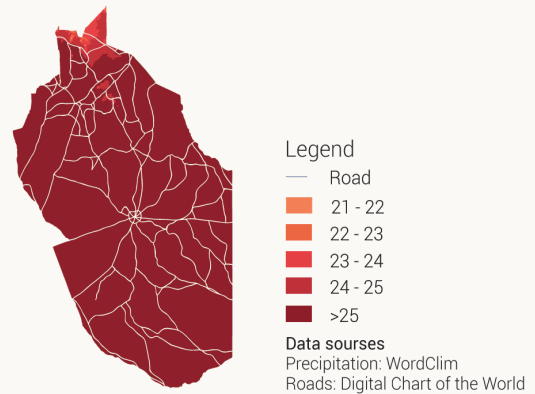 Legend
Road
21 - 22
22 - 23
23 - 24
24 - 25
>25
Data sourses
Precipitation: WordClim
Roads: Digital Chart of the World